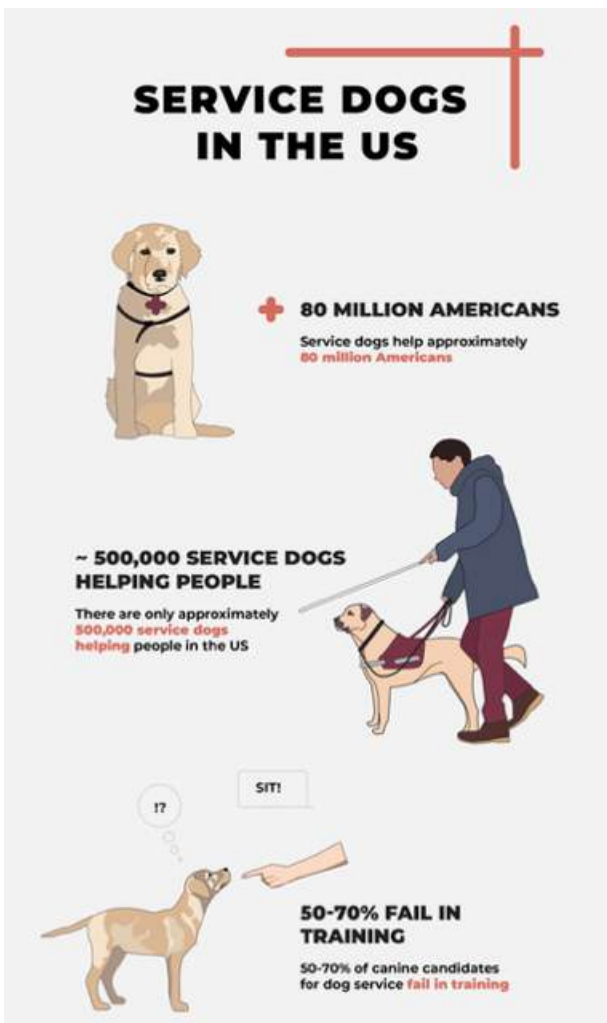 SERVICE DOGS
IN THE US
80 MILLION AMERICANS
Service dogs help approximately
80 million Americans
~ 500,000 SERVICE DOGS
HELPING PEOPLE
There are only approximately
500,000 service dogs
helping people in the US
SIT!
!?
50-70% FAIL IN
TRAINING
50-70% of canine candidates
for dog service fail in training